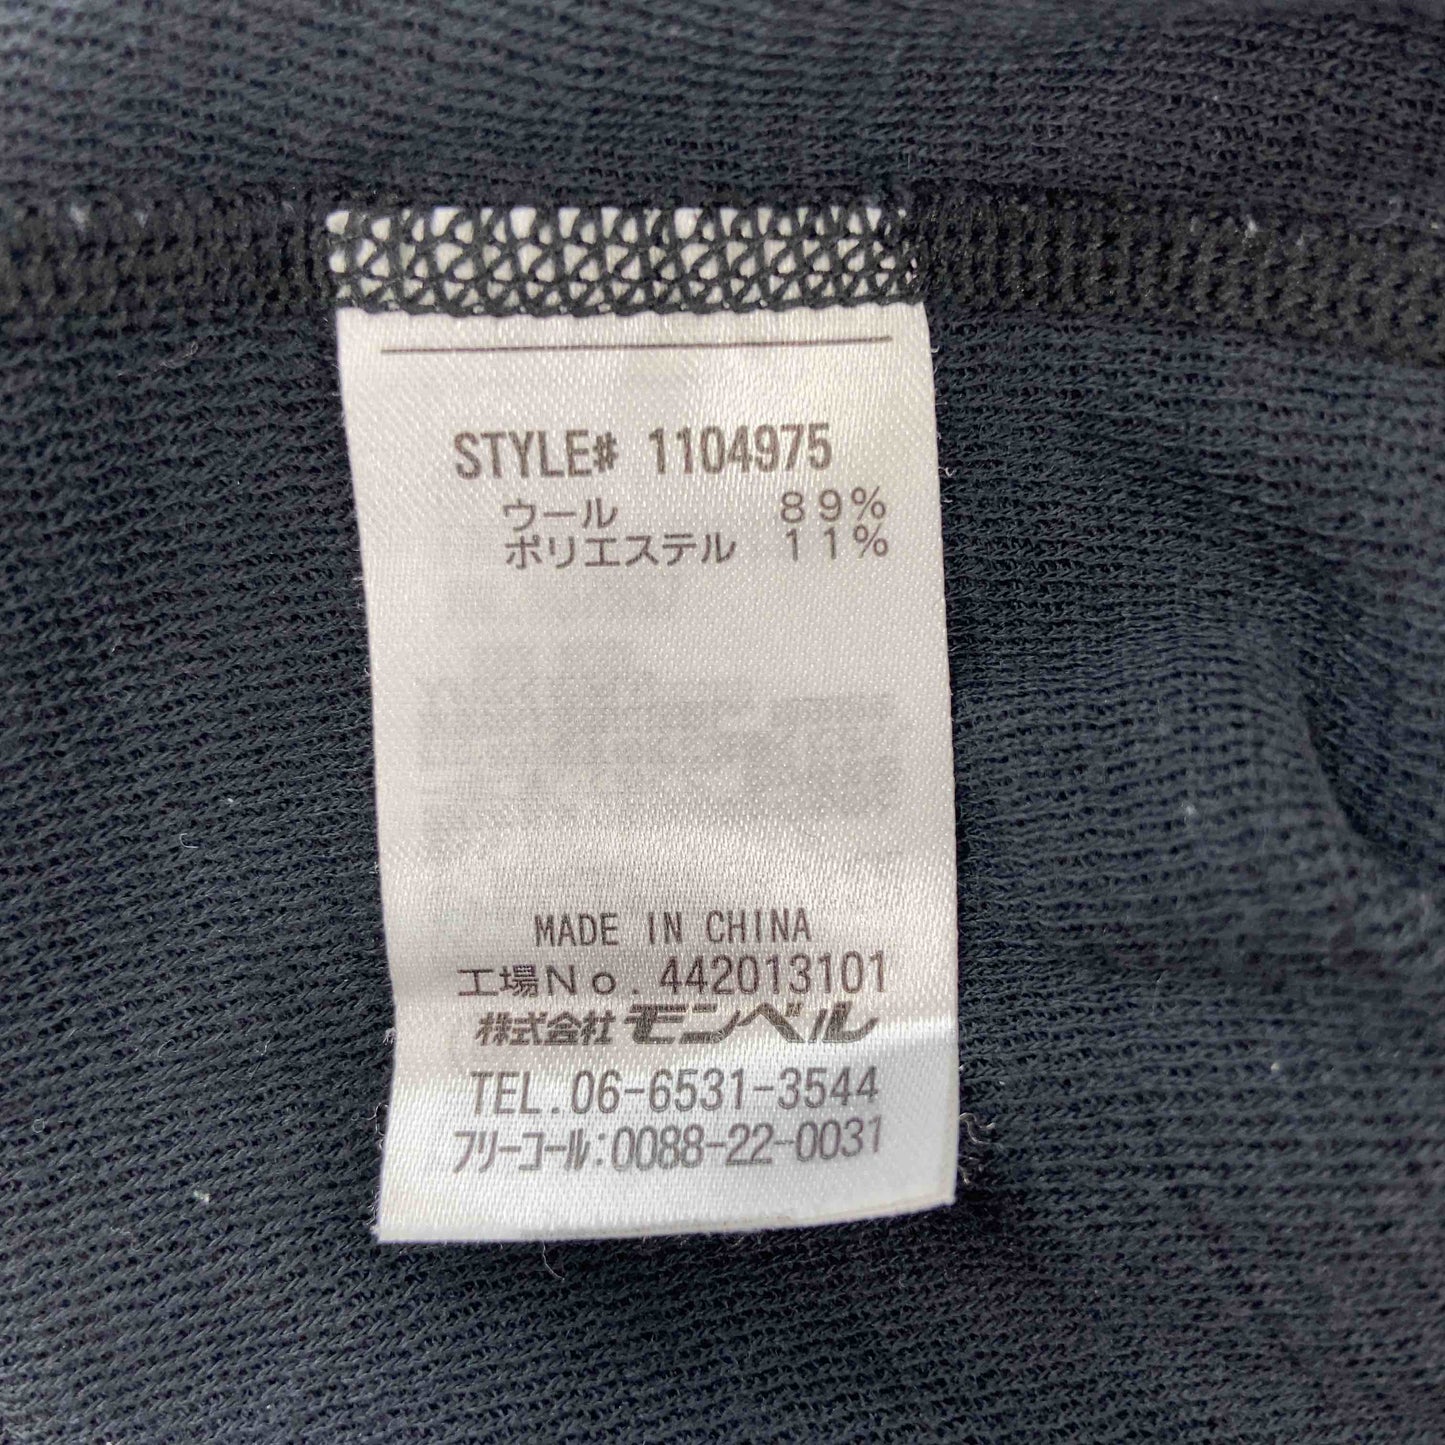 STYLE# 1104975
ウール 89%
ポリエステル 11%
MADE IN CHINA
工場No. 442013101
株式会社 モンベル
TEL.06-6531-3544
フリーコール:0088-22-0031